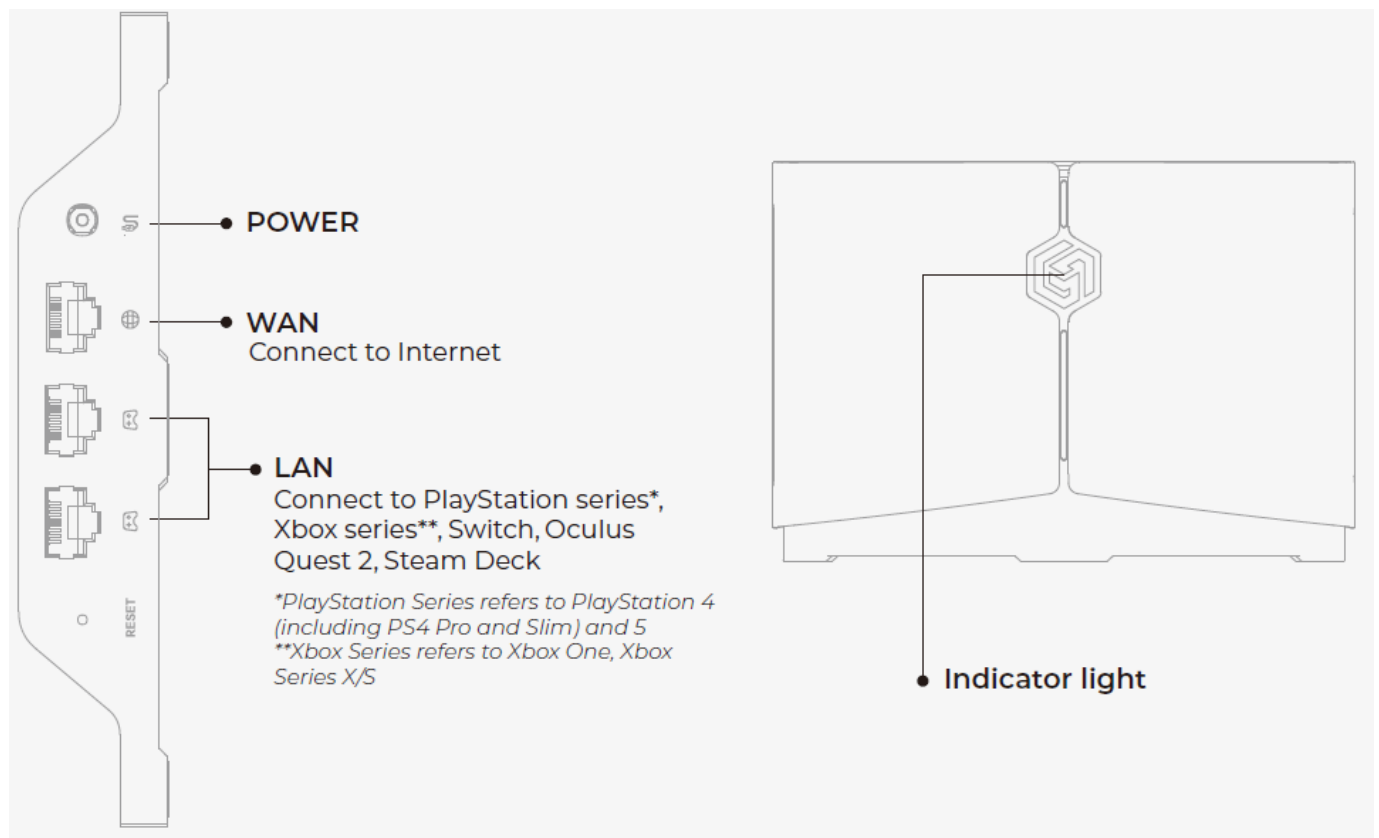 POWER
WAN
Connect to Internet
LAN
Connect to PlayStation series*,
Xbox series**, Switch, Oculus
Quest 2, Steam Deck
*PlayStation Series refers to PlayStation 4
(including PS4 Pro and Slim) and 5
**Xbox Series refers to Xbox One, Xbox
Series X/S
RESET
Indicator light